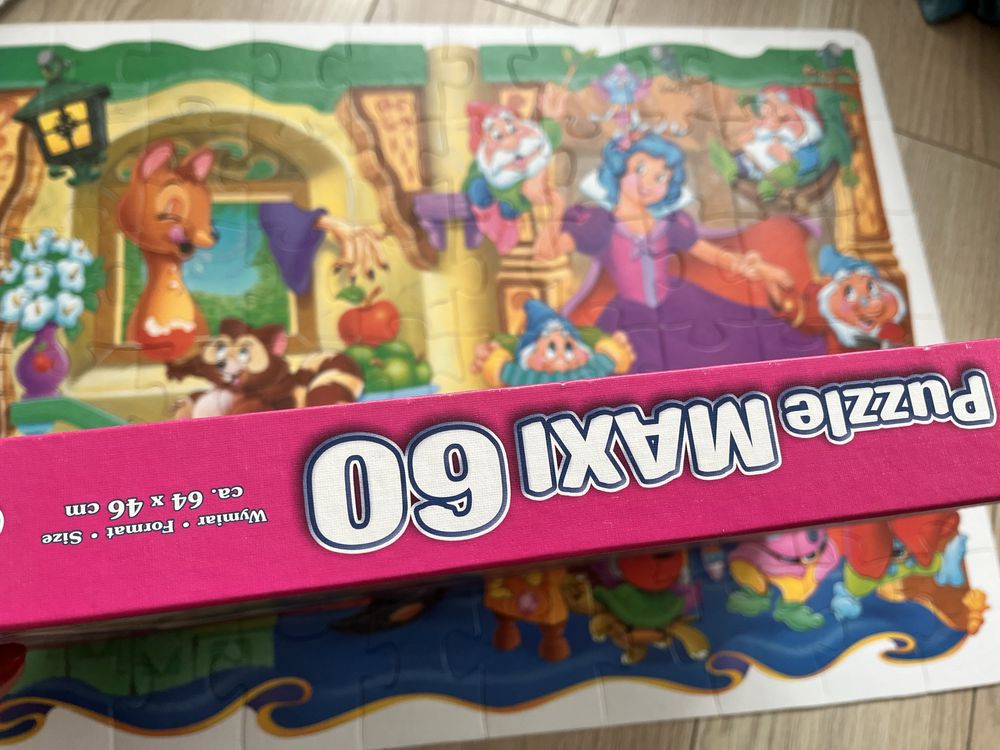 Puzzle MAXI 60
Wymiar • Format • Size
ca. 64 x 46 cm